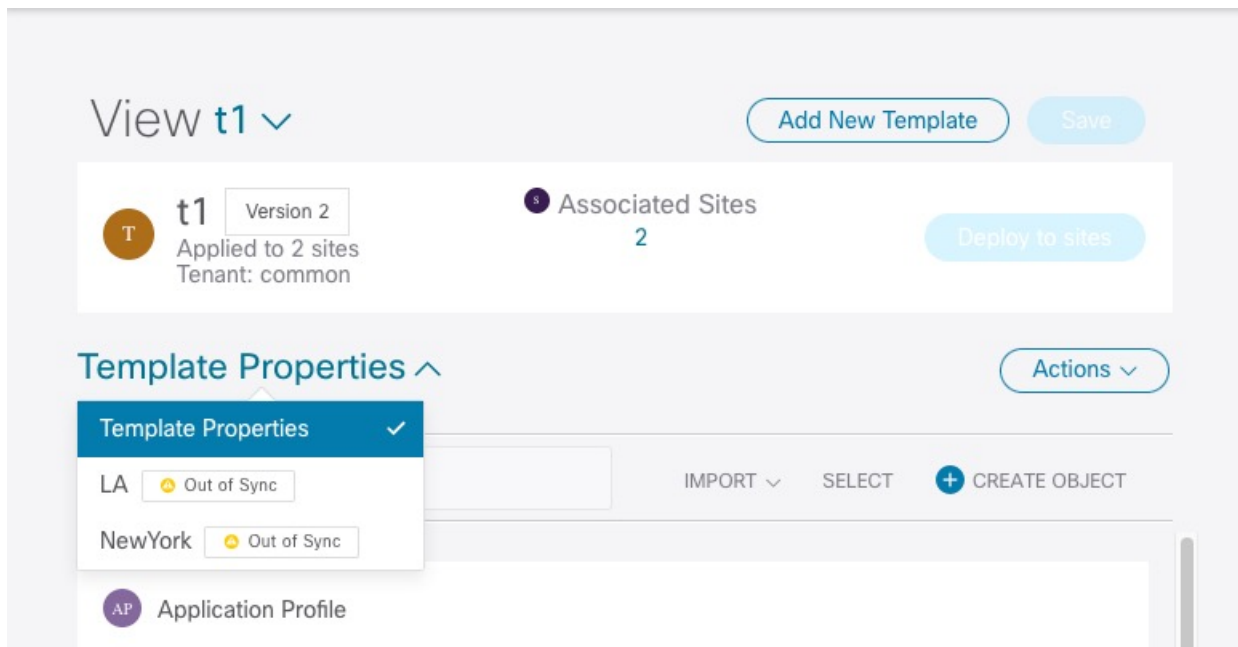 View t1
Add New Template
Save
T
t1
Version 2
Applied to 2 sites
Tenant: common
S
Associated Sites
2
Deploy to sites
Template Properties
Actions
Template Properties
LA
Out of Sync
NewYork
Out of Sync
IMPORT
SELECT
CREATE OBJECT
AP
Application Profile